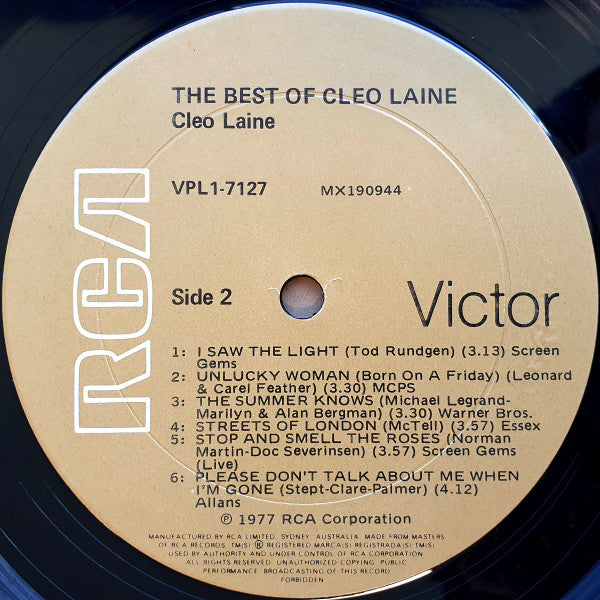 THE BEST OF CLEO LAINE
Cleo Laine
VPL1-7127 MX190944
RCA
Side 2
Victor
1: I SAW THE LIGHT (Tod Rundgen) (3.13) Screen
Gems
2: UNLUCKY WOMAN (Born On A Friday) (Leonard
& Carel Feather) (3.30) MCPS
3: THE SUMMER KNOWS (Michael Legrand-
Marilyn & Alan Bergman) (3.30) Warner Bros.
4: STREETS OF LONDON (McTell) (3.57) Essex
5: STOP AND SMELL THE ROSES (Norman
Martin-Doc Severinsen) (3.57) Screen Gems
(Live)
6: PLEASE DON'T TALK ABOUT ME WHEN
I'M GONE (Stept-Clare-Palmer) (4.12)
Allans
℗ 1977 RCA Corporation
MANUFACTURED BY RCA LIMITED, SYDNEY, AUSTRALIA. MADE FROM MASTERS
OF RCA RECORDS. TM(S) ® REGISTERED MARCA(S) REGISTRADA(S) TM(S)
USED BY AUTHORITY AND UNDER CONTROL OF RCA CORPORATION
ALL RIGHTS RESERVED. UNAUTHORIZED COPYING, PUBLIC
PERFORMANCE, BROADCASTING OF THIS RECORD
FORBIDDEN